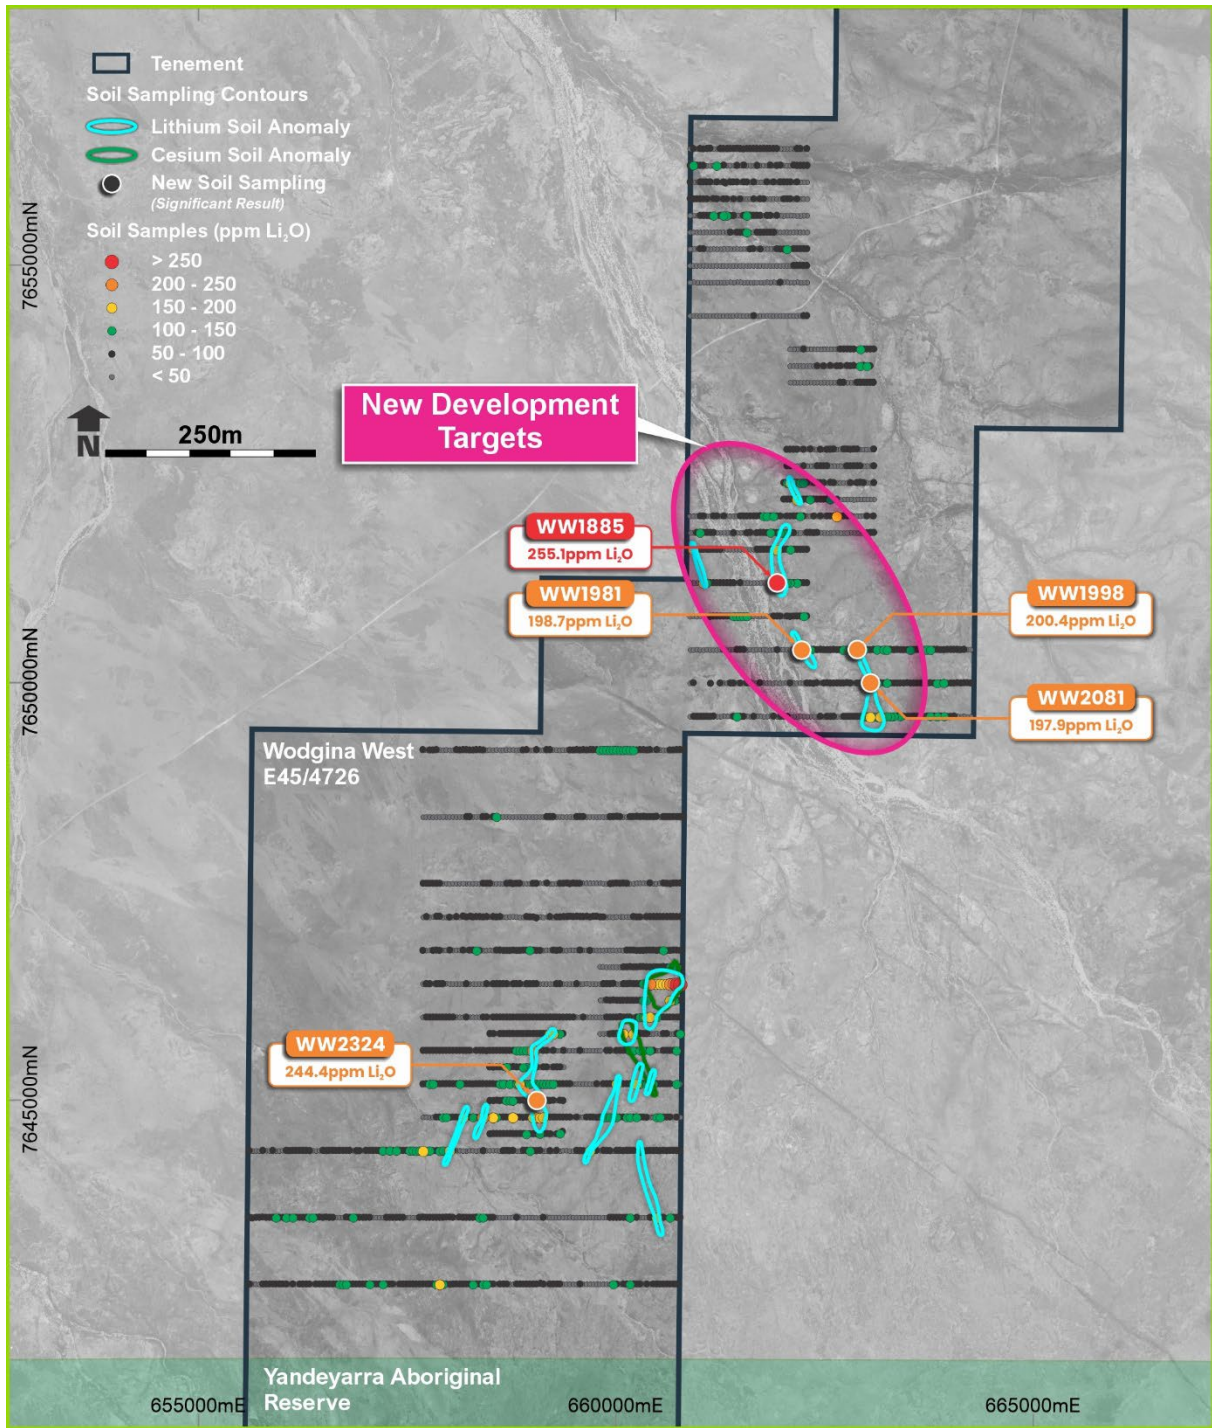 Tenement
Soil Sampling Contours
Lithium Soil Anomaly
Cesium Soil Anomaly
New Soil Sampling
(Significant Result)
Soil Samples (ppm Li₂O)
> 250
200 - 250
150 - 200
100 - 150
50 - 100
< 50
N
250m
7655000mN
New Development
Targets
WW1885
255.1ppm Li₂O
WW1981
198.7ppm Li₂O
WW1998
200.4ppm Li₂O
7650000mN
WW2081
197.9ppm Li₂O
Wodgina West
E45/4726
WW2324
244.4ppm Li₂O
7645000mN
Yandeyarra Aboriginal
Reserve
655000mE
660000mE
665000mE